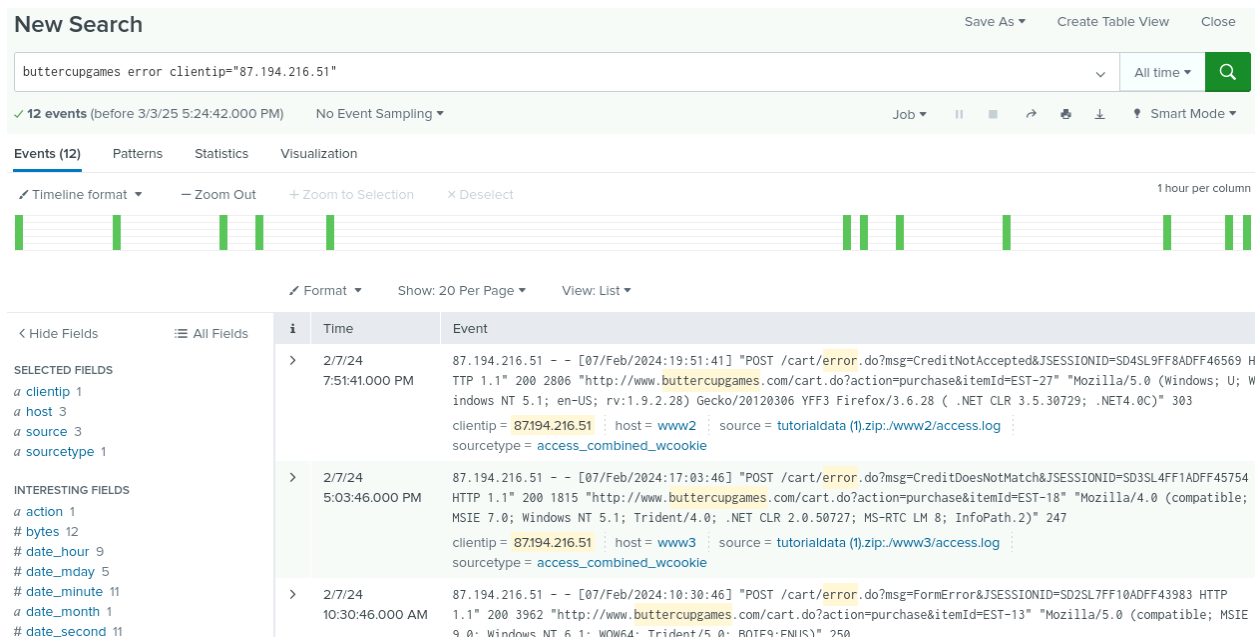 New Search
Save As
Create Table View
Close
buttercupgames error clientip="87.194.216.51"
All time
12 events (before 3/3/25 5:24:42.000 PM)
No Event Sampling
Job
Smart Mode
Events (12)
Patterns
Statistics
Visualization
Timeline format
— Zoom Out
+ Zoom to Selection
× Deselect
1 hour per column
Format
Show: 20 Per Page
View: List
< Hide Fields
All Fields
i
Time
Event
SELECTED FIELDS
a clientip 1
a host 3
a source 3
a sourcetype 1
INTERESTING FIELDS
a action 1
# bytes 12
# date_hour 9
# date_mday 5
# date_minute 11
a date_month 1
# date_second 11
2/7/24
7:51:41.000 PM
87.194.216.51 - - [07/Feb/2024:19:51:41] "POST /cart/error.do?msg=CreditNotAccepted&JSESSIONID=SD4SL9FF8ADFF46569 H
TTP 1.1" 200 2806 "http://www.buttercupgames.com/cart.do?action=purchase&itemId=EST-27" "Mozilla/5.0 (Windows; U; W
indows NT 5.1; en-US; rv:1.9.2.28) Gecko/20120306 YFF3 Firefox/3.6.28 ( .NET CLR 3.5.30729; .NET4.0C)" 303
clientip = 87.194.216.51 host = www2 source = tutorialdata (1).zip:./www2/access.log
sourcetype = access_combined_wcookie
2/7/24
5:03:46.000 PM
87.194.216.51 - - [07/Feb/2024:17:03:46] "POST /cart/error.do?msg=CreditDoesNotMatch&JSESSIONID=SD3SL4FF1ADFF45754
HTTP 1.1" 200 1815 "http://www.buttercupgames.com/cart.do?action=purchase&itemId=EST-18" "Mozilla/4.0 (compatible;
MSIE 7.0; Windows NT 5.1; Trident/4.0; .NET CLR 2.0.50727; MS-RTC LM 8; InfoPath.2)" 247
clientip = 87.194.216.51 host = www3 source = tutorialdata (1).zip:./www3/access.log
sourcetype = access_combined_wcookie
2/7/24
10:30:46.000 AM
87.194.216.51 - - [07/Feb/2024:10:30:46] "POST /cart/error.do?msg=FormError&JSESSIONID=SD2SL7FF10ADFF43983 HTTP
1.1" 200 3962 "http://www.buttercupgames.com/cart.do?action=purchase&itemId=EST-13" "Mozilla/5.0 (compatible; MSIE
9.0; Windows NT 6.1; WOW64; Trident/5.0; BOIE9;ENUS)" 250